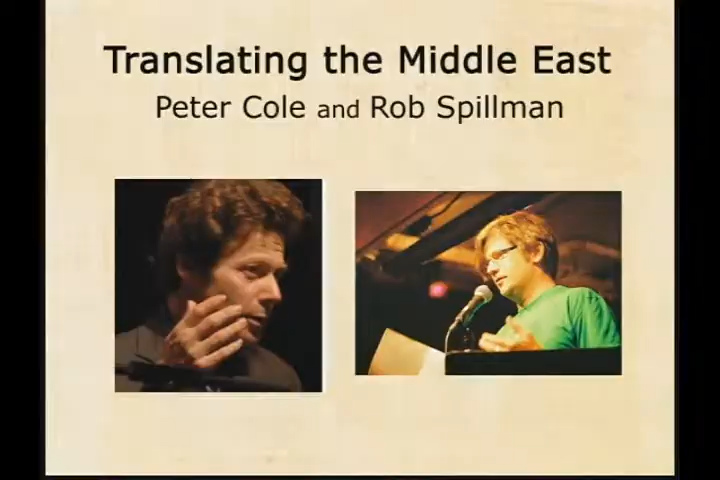 Translating the Middle East
Peter Cole and Rob Spillman